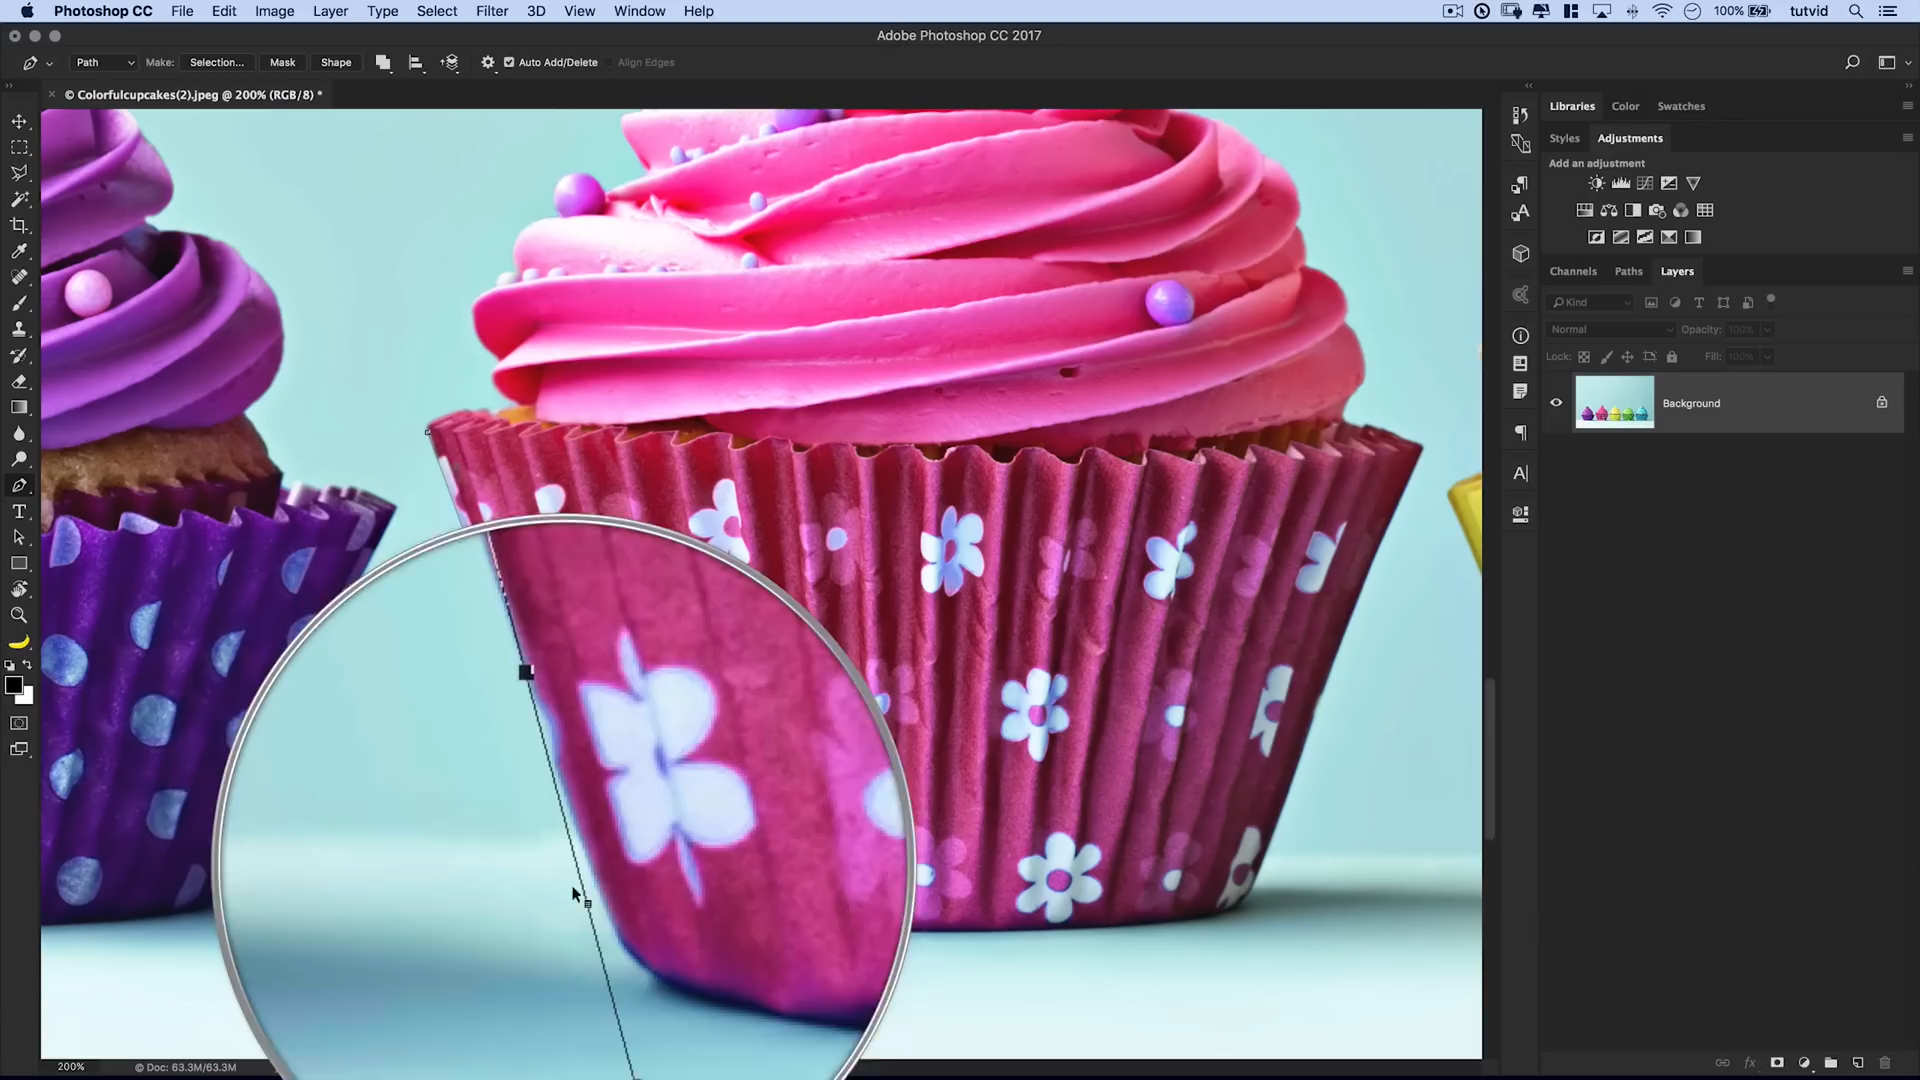 Photoshop CC File Edit Image Layer Type Select Filter 3D View Window Help 100% tutvid
Adobe Photoshop CC 2017
Path Make: Selection... Mask Shape Auto Add/Delete Align Edges
© Colorfulcupcakes(2).jpeg @ 200% (RGB/8) *
Libraries Color Swatches
Styles Adjustments
Add an adjustment
Channels Paths Layers
Kind
Normal Opacity: 100%
Lock: Fill: 100%
Background
200% © Doc: 63.3M/63.3M